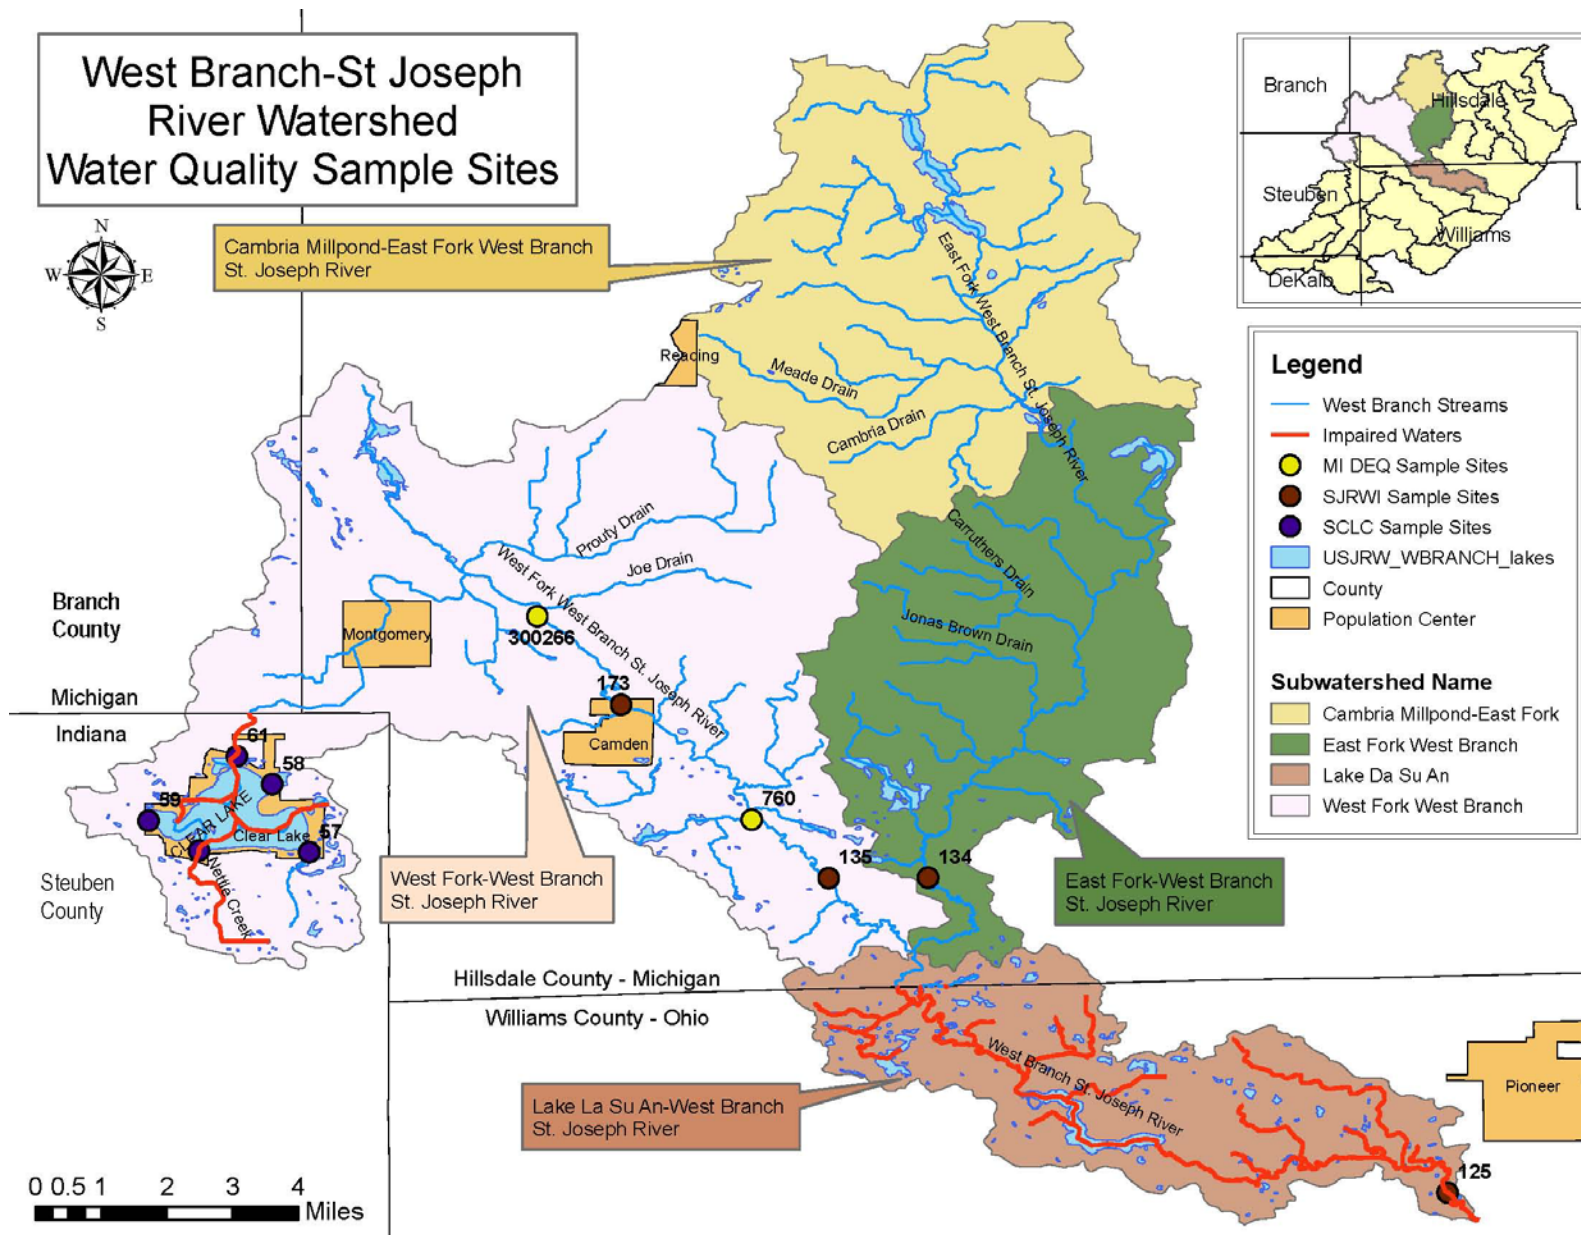 West Branch-St Joseph
River Watershed
Water Quality Sample Sites
N
W
E
S
Cambria Millpond-East Fork West Branch
St. Joseph River
Branch
Hillsdale
Steuben
Williams
DeKalb
East Fork West Branch St. Joseph River
Reading
Meade Drain
Cambria Drain
Legend
West Branch Streams
Impaired Waters
MI DEQ Sample Sites
SJRWI Sample Sites
SCLC Sample Sites
USJRW_WBRANCH_lakes
County
Population Center
Subwatershed Name
Cambria Millpond-East Fork
East Fork West Branch
Lake Da Su An
West Fork West Branch
Prouty Drain
Joe Drain
West Fork West Branch St. Joseph River
Carruthers Drain
Jonas Brown Drain
Branch
County
Montgomery
300266
173
Camden
Michigan
Indiana
61
58
59
57
CLEAR LAKE
Clear Lake
Nettle Creek
Steuben
County
760
135
134
West Fork-West Branch
St. Joseph River
East Fork-West Branch
St. Joseph River
Hillsdale County - Michigan
Williams County - Ohio
West Branch St. Joseph River
Lake La Su An-West Branch
St. Joseph River
Pioneer
125
0 0.5 1 2 3 4
Miles